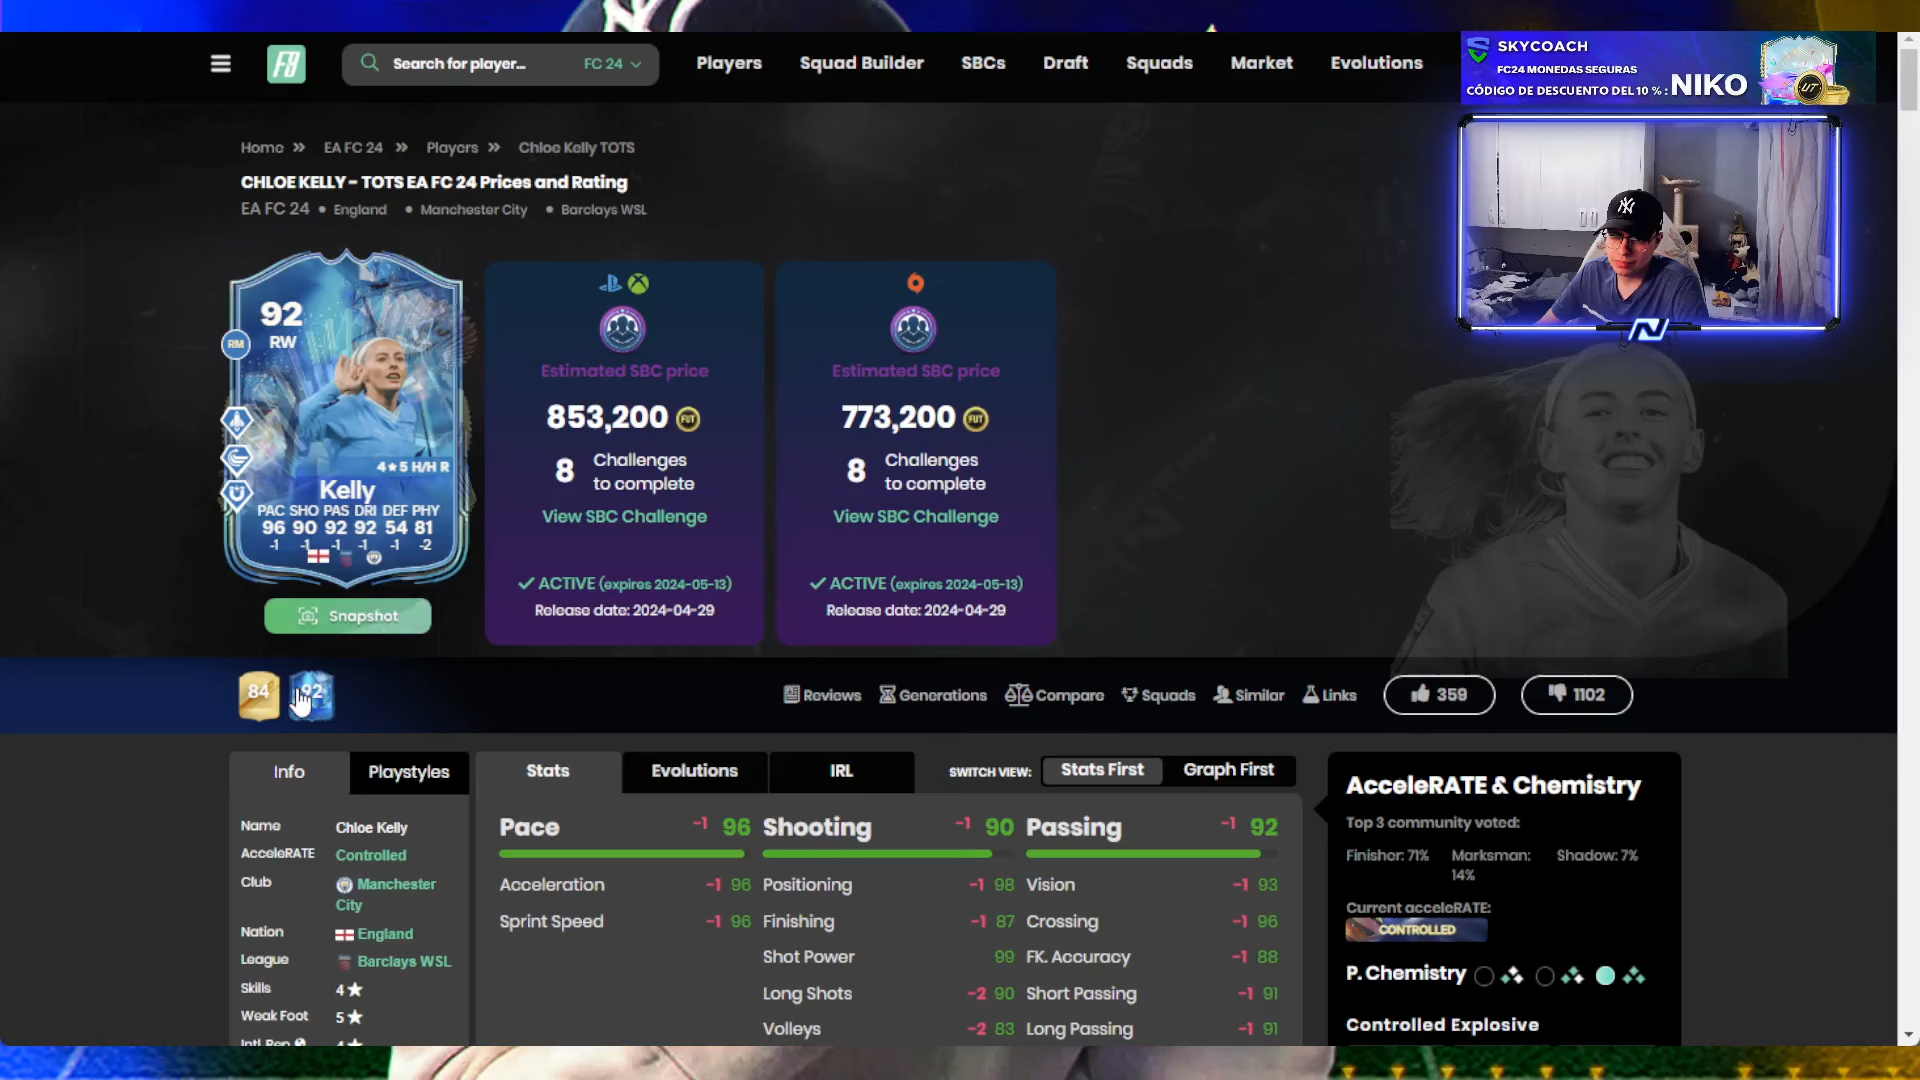 Search for player...
FC 24
Players
Squad Builder
SBCs
Draft
Squads
Market
Evolutions
SKYCOACH
FC24 MONEDAS SEGURAS
CÓDIGO DE DESCUENTO DEL 10 % : NIKO
UT
NY
Home » EA FC 24 » Players » Chloe Kelly TOTS
CHLOE KELLY - TOTS EA FC 24 Prices and Rating
EA FC 24 • England • Manchester City • Barclays WSL
92
RW
RM
4★5 H/H R
Kelly
PAC SHO PAS DRI DEF PHY
96 90 92 92 54 81
-1 -1 -1 -1 -1 -2
Snapshot
Estimated SBC price
853,200 FUT
8 Challenges to complete
View SBC Challenge
ACTIVE (expires 2024-05-13)
Release date: 2024-04-29
Estimated SBC price
773,200 FUT
8 Challenges to complete
View SBC Challenge
ACTIVE (expires 2024-05-13)
Release date: 2024-04-29
84
92
Reviews
Generations
Compare
Squads
Similar
Links
359
1102
Info
Playstyles
Name Chloe Kelly
AcceleRATE Controlled
Club Manchester City
Nation England
League Barclays WSL
Skills 4★
Weak Foot 5★
Intl.Rep 4★
Stats
Evolutions
IRL
SWITCH VIEW:
Stats First
Graph First
Pace -1 96
Acceleration -1 96
Sprint Speed -1 96
Shooting -1 90
Positioning -1 98
Finishing -1 87
Shot Power 99
Long Shots -2 90
Volleys -2 83
Passing -1 92
Vision -1 93
Crossing -1 96
FK. Accuracy -1 88
Short Passing -1 91
Long Passing -1 91
AcceleRATE & Chemistry
Top 3 community voted:
Finisher: 71% Marksman: 14% Shadow: 7%
Current acceleRATE:
CONTROLLED
P. Chemistry
Controlled Explosive